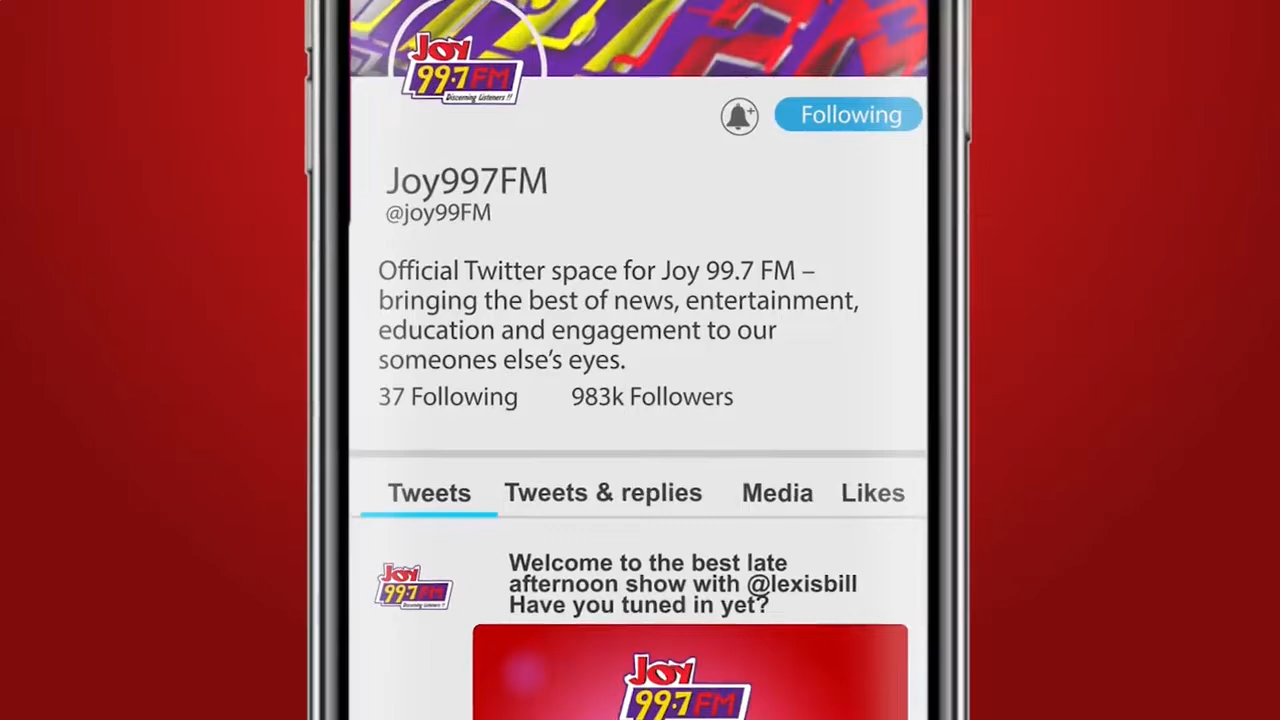 Joy
99.7 FM
Discerning Listeners !!
Following
Joy997FM
@joy99FM
Official Twitter space for Joy 99.7 FM –
bringing the best of news, entertainment,
education and engagement to our
someones else’s eyes.
37 Following 983k Followers
Tweets Tweets & replies Media Likes
Joy
99.7 FM
Discerning Listeners !!
Welcome to the best late
afternoon show with @lexisbill
Have you tuned in yet?
Joy
99.7 FM